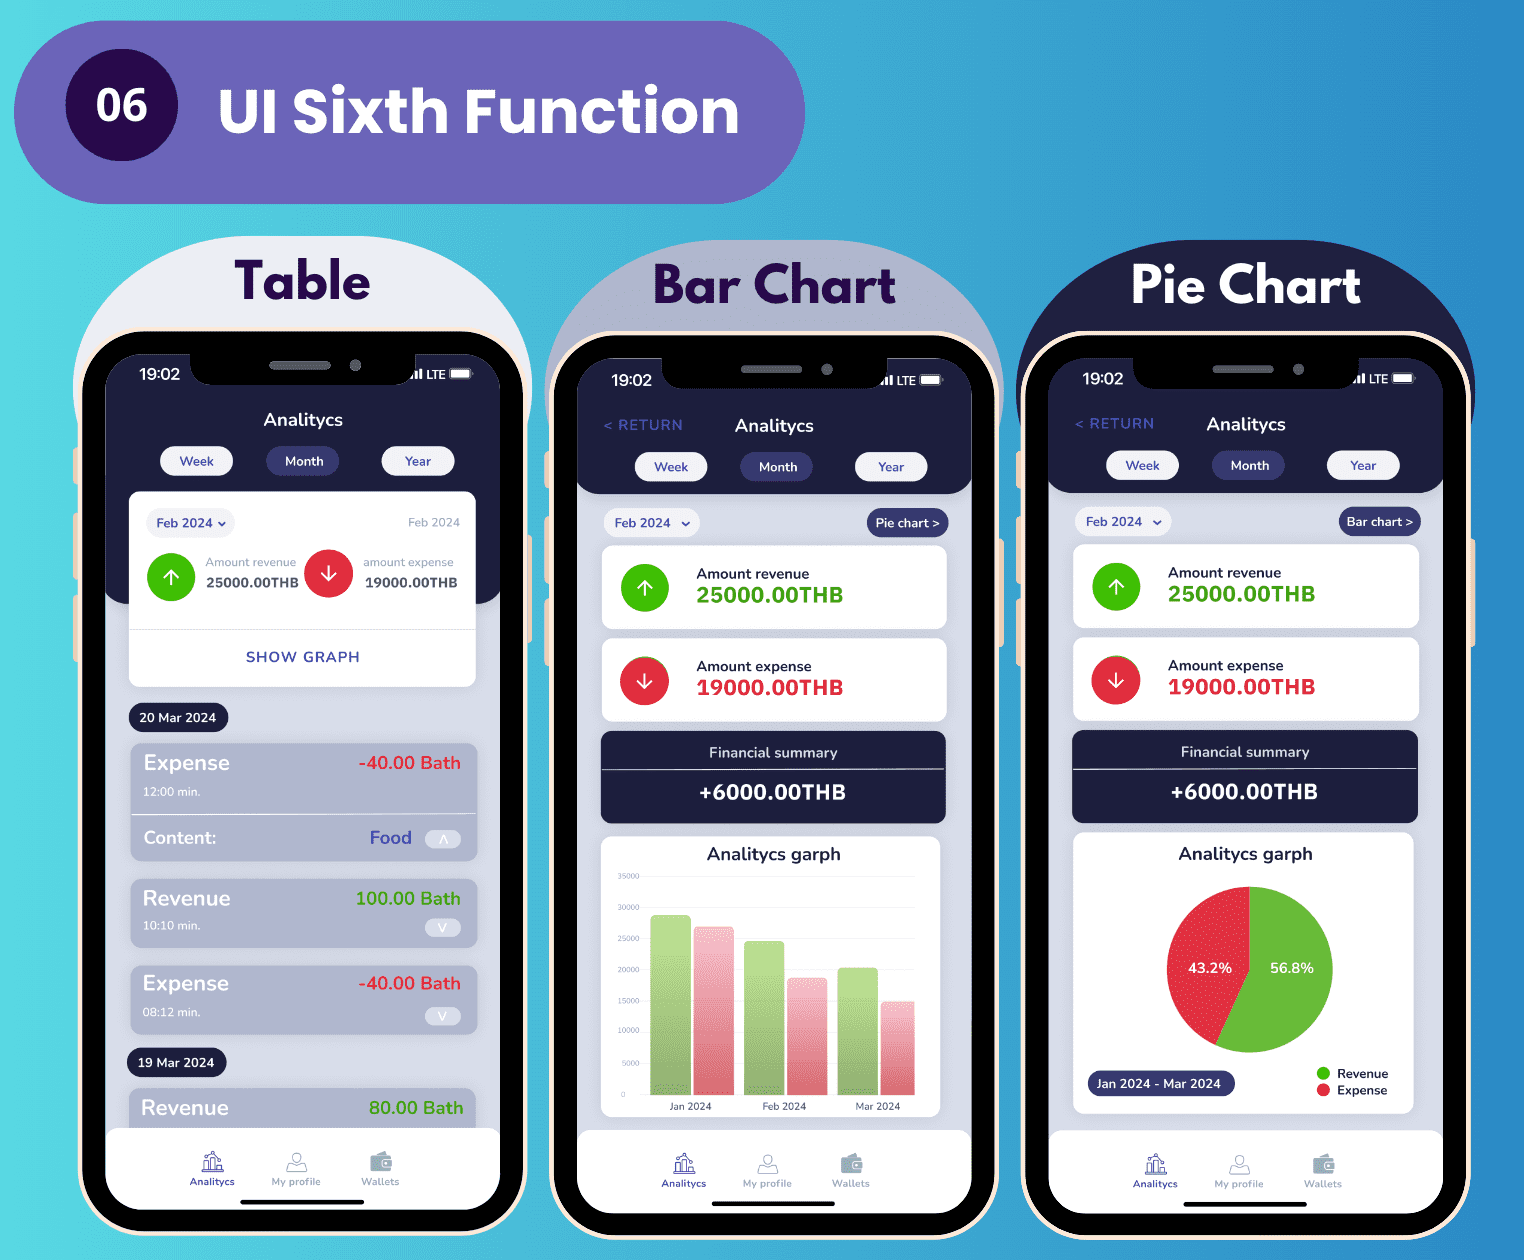 06
UI Sixth Function
Table
19:02
LTE
Analitycs
Week Month Year
Feb 2024
Feb 2024
Amount revenue
25000.00THB
amount expense
19000.00THB
SHOW GRAPH
20 Mar 2024
Expense
-40.00 Bath
12:00 min.
Content:
Food
Revenue
100.00 Bath
10:10 min.
Expense
-40.00 Bath
08:12 min.
19 Mar 2024
Revenue
80.00 Bath
Analitycs My profile Wallets
Bar Chart
19:02
LTE
< RETURN
Analitycs
Week Month Year
Feb 2024
Pie chart >
Amount revenue
25000.00THB
Amount expense
19000.00THB
Financial summary
+6000.00THB
Analitycs garph
35000
30000
25000
20000
15000
10000
5000
0
Jan 2024 Feb 2024 Mar 2024
Analitycs My profile Wallets
Pie Chart
19:02
LTE
< RETURN
Analitycs
Week Month Year
Feb 2024
Bar chart >
Amount revenue
25000.00THB
Amount expense
19000.00THB
Financial summary
+6000.00THB
Analitycs garph
43.2% 56.8%
Jan 2024 - Mar 2024
Revenue
Expense
Analitycs My profile Wallets